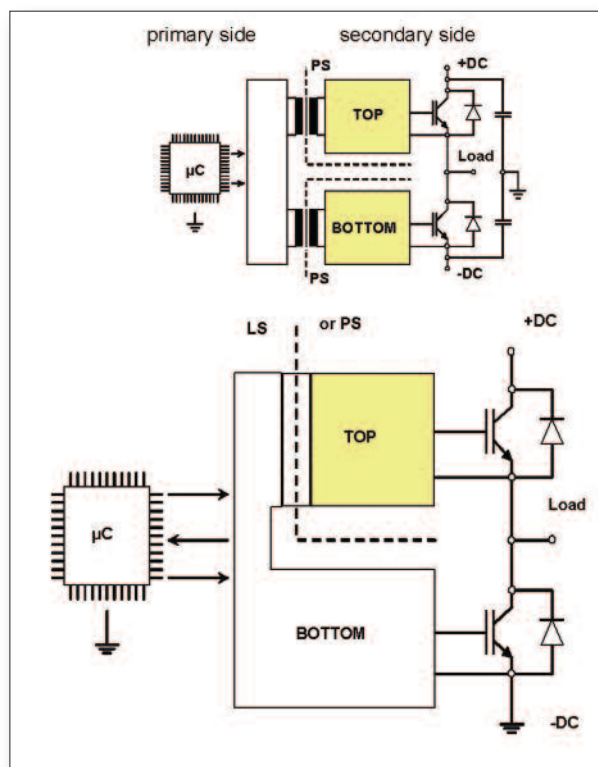 primary side secondary side
PS
+DC
TOP
Load
µC
BOTTOM
PS
-DC
LS or PS
+DC
TOP
Load
µC
BOTTOM
-DC